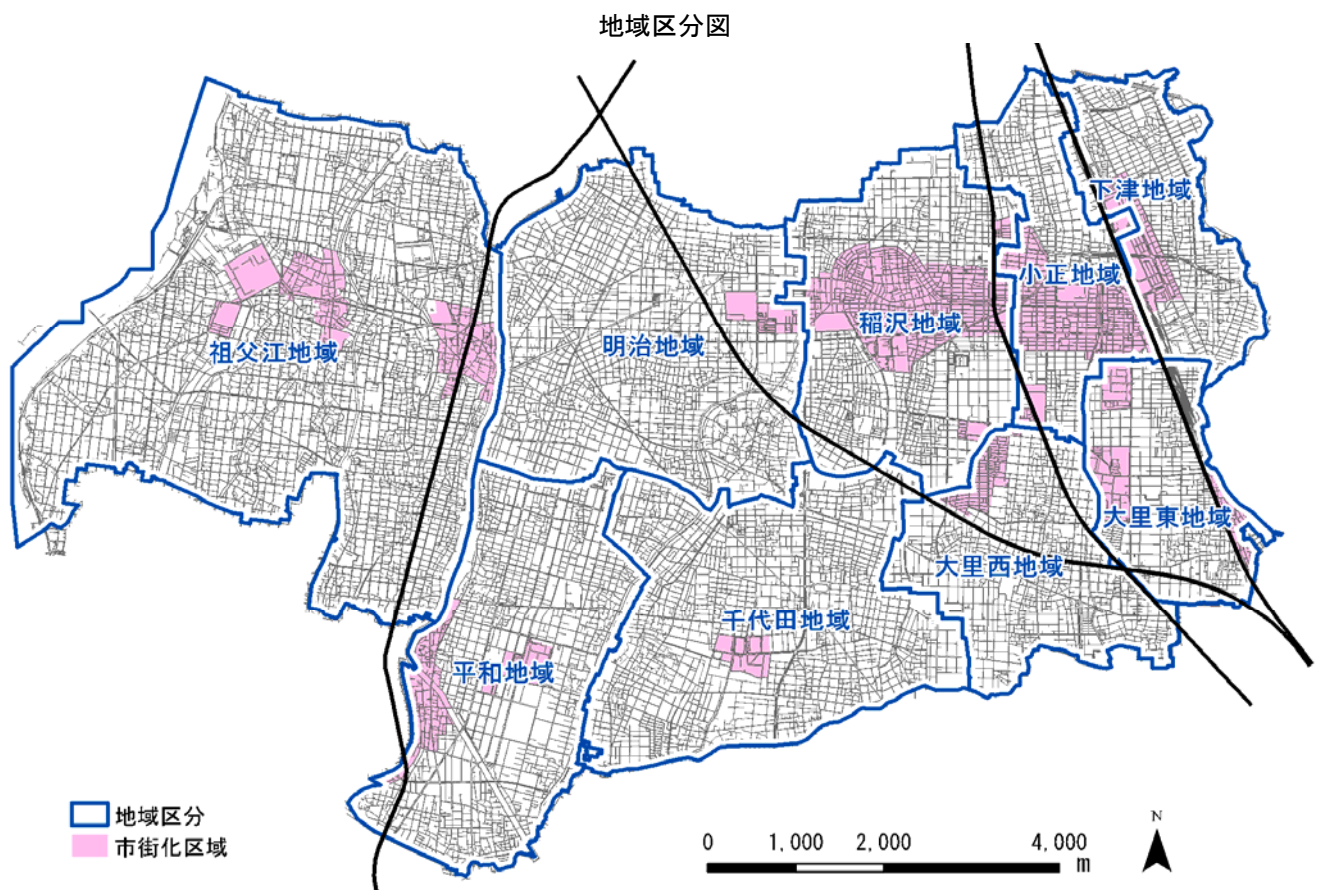 地域区分図
下津地域
小正地域
稲沢地域
明治地域
祖父江地域
大里東地域
大里西地域
千代田地域
平和地域
地域区分
市街化区域
0 1,000 2,000 4,000
m
N